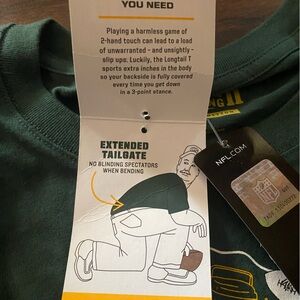 YOU NEED
Playing a harmless game of
2-hand touch can lead to a load
of unwarranted - and unsightly -
slip ups. Luckily, the Longtail T
sports extra inches in the
body so your backside is fully covered
every time you get down
in a 3-point stance.
EXTENDED
TAILGATE
NO BLINDING SPECTATORS
WHEN BENDING
NFL.COM
NFL